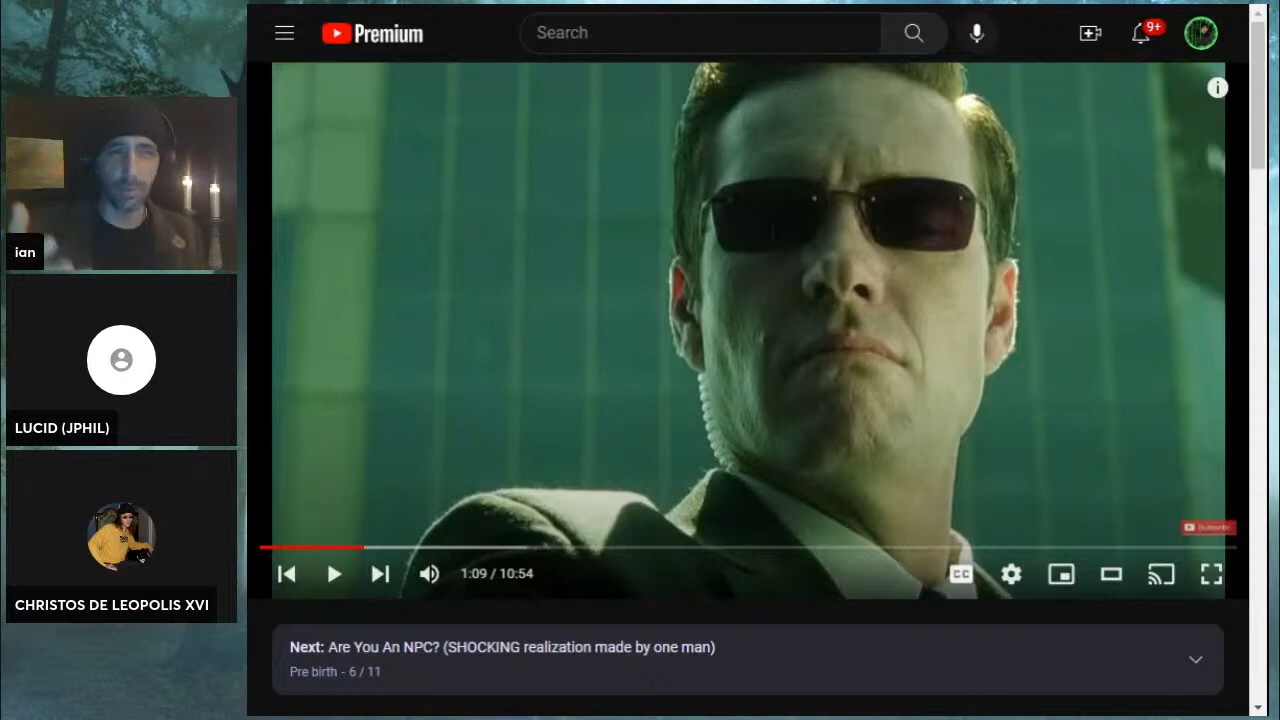 Premium
Search
9+
ian
LUCID (JPHIL)
CHRISTOS DE LEOPOLIS XVI
Subscribe
1:09 / 10:54
CC
Next: Are You An NPC? (SHOCKING realization made by one man)
Pre birth - 6 / 11